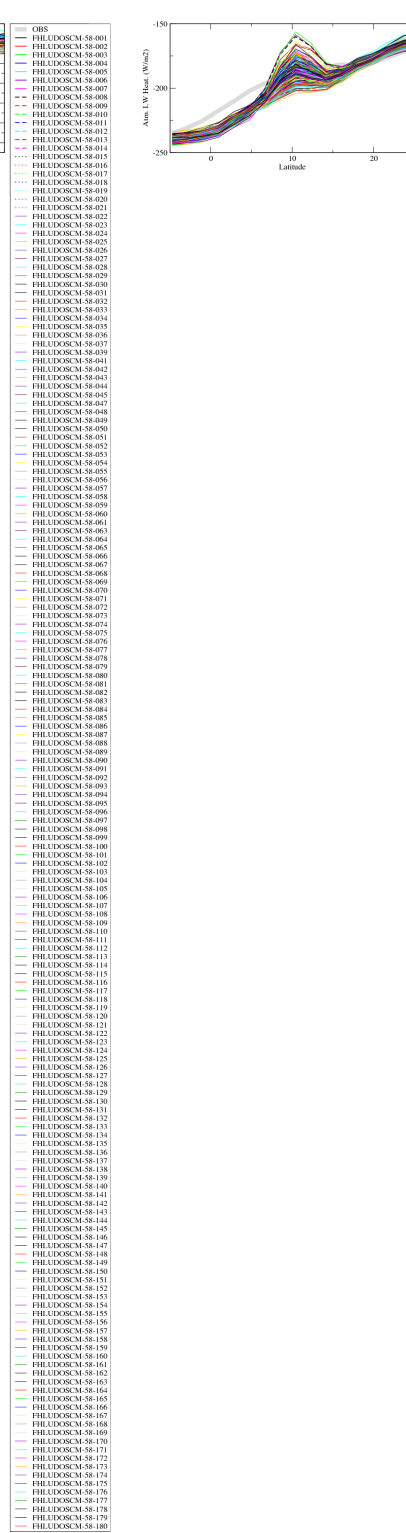 OBS
FHLUDOSCM-58-001
FHLUDOSCM-58-002
FHLUDOSCM-58-003
FHLUDOSCM-58-004
FHLUDOSCM-58-005
FHLUDOSCM-58-006
FHLUDOSCM-58-007
FHLUDOSCM-58-008
FHLUDOSCM-58-009
FHLUDOSCM-58-010
FHLUDOSCM-58-011
FHLUDOSCM-58-012
FHLUDOSCM-58-013
FHLUDOSCM-58-014
FHLUDOSCM-58-015
FHLUDOSCM-58-016
FHLUDOSCM-58-017
FHLUDOSCM-58-018
FHLUDOSCM-58-019
FHLUDOSCM-58-020
FHLUDOSCM-58-021
FHLUDOSCM-58-022
FHLUDOSCM-58-023
FHLUDOSCM-58-024
FHLUDOSCM-58-025
FHLUDOSCM-58-026
FHLUDOSCM-58-027
FHLUDOSCM-58-028
FHLUDOSCM-58-029
FHLUDOSCM-58-030
FHLUDOSCM-58-031
FHLUDOSCM-58-032
FHLUDOSCM-58-033
FHLUDOSCM-58-034
FHLUDOSCM-58-035
FHLUDOSCM-58-036
FHLUDOSCM-58-037
FHLUDOSCM-58-039
FHLUDOSCM-58-041
FHLUDOSCM-58-042
FHLUDOSCM-58-043
FHLUDOSCM-58-044
FHLUDOSCM-58-045
FHLUDOSCM-58-047
FHLUDOSCM-58-048
FHLUDOSCM-58-049
FHLUDOSCM-58-050
FHLUDOSCM-58-051
FHLUDOSCM-58-052
FHLUDOSCM-58-053
FHLUDOSCM-58-054
FHLUDOSCM-58-055
FHLUDOSCM-58-056
FHLUDOSCM-58-057
FHLUDOSCM-58-058
FHLUDOSCM-58-059
FHLUDOSCM-58-060
FHLUDOSCM-58-061
FHLUDOSCM-58-063
FHLUDOSCM-58-064
FHLUDOSCM-58-065
FHLUDOSCM-58-066
FHLUDOSCM-58-067
FHLUDOSCM-58-068
FHLUDOSCM-58-069
FHLUDOSCM-58-070
FHLUDOSCM-58-071
FHLUDOSCM-58-072
FHLUDOSCM-58-073
FHLUDOSCM-58-074
FHLUDOSCM-58-075
FHLUDOSCM-58-076
FHLUDOSCM-58-077
FHLUDOSCM-58-078
FHLUDOSCM-58-079
FHLUDOSCM-58-080
FHLUDOSCM-58-081
FHLUDOSCM-58-082
FHLUDOSCM-58-083
FHLUDOSCM-58-084
FHLUDOSCM-58-085
FHLUDOSCM-58-086
FHLUDOSCM-58-087
FHLUDOSCM-58-088
FHLUDOSCM-58-089
FHLUDOSCM-58-090
FHLUDOSCM-58-091
FHLUDOSCM-58-092
FHLUDOSCM-58-093
FHLUDOSCM-58-094
FHLUDOSCM-58-095
FHLUDOSCM-58-096
FHLUDOSCM-58-097
FHLUDOSCM-58-098
FHLUDOSCM-58-099
FHLUDOSCM-58-100
FHLUDOSCM-58-101
FHLUDOSCM-58-102
FHLUDOSCM-58-103
FHLUDOSCM-58-104
FHLUDOSCM-58-105
FHLUDOSCM-58-106
FHLUDOSCM-58-107
FHLUDOSCM-58-108
FHLUDOSCM-58-109
FHLUDOSCM-58-110
FHLUDOSCM-58-111
FHLUDOSCM-58-112
FHLUDOSCM-58-113
FHLUDOSCM-58-114
FHLUDOSCM-58-115
FHLUDOSCM-58-116
FHLUDOSCM-58-117
FHLUDOSCM-58-118
FHLUDOSCM-58-119
FHLUDOSCM-58-120
FHLUDOSCM-58-121
FHLUDOSCM-58-122
FHLUDOSCM-58-123
FHLUDOSCM-58-124
FHLUDOSCM-58-125
FHLUDOSCM-58-126
FHLUDOSCM-58-127
FHLUDOSCM-58-128
FHLUDOSCM-58-129
FHLUDOSCM-58-130
FHLUDOSCM-58-131
FHLUDOSCM-58-132
FHLUDOSCM-58-133
FHLUDOSCM-58-134
FHLUDOSCM-58-135
FHLUDOSCM-58-136
FHLUDOSCM-58-137
FHLUDOSCM-58-138
FHLUDOSCM-58-139
FHLUDOSCM-58-140
FHLUDOSCM-58-141
FHLUDOSCM-58-142
FHLUDOSCM-58-143
FHLUDOSCM-58-144
FHLUDOSCM-58-145
FHLUDOSCM-58-146
FHLUDOSCM-58-147
FHLUDOSCM-58-148
FHLUDOSCM-58-149
FHLUDOSCM-58-150
FHLUDOSCM-58-151
FHLUDOSCM-58-152
FHLUDOSCM-58-153
FHLUDOSCM-58-154
FHLUDOSCM-58-155
FHLUDOSCM-58-156
FHLUDOSCM-58-157
FHLUDOSCM-58-158
FHLUDOSCM-58-159
FHLUDOSCM-58-160
FHLUDOSCM-58-161
FHLUDOSCM-58-162
FHLUDOSCM-58-163
FHLUDOSCM-58-164
FHLUDOSCM-58-165
FHLUDOSCM-58-166
FHLUDOSCM-58-167
FHLUDOSCM-58-168
FHLUDOSCM-58-169
FHLUDOSCM-58-170
FHLUDOSCM-58-171
FHLUDOSCM-58-172
FHLUDOSCM-58-173
FHLUDOSCM-58-174
FHLUDOSCM-58-175
FHLUDOSCM-58-176
FHLUDOSCM-58-177
FHLUDOSCM-58-178
FHLUDOSCM-58-179
FHLUDOSCM-58-180
-150
-200
-250
Atm. LW Heat. (W/m2)
0 10 20
Latitude